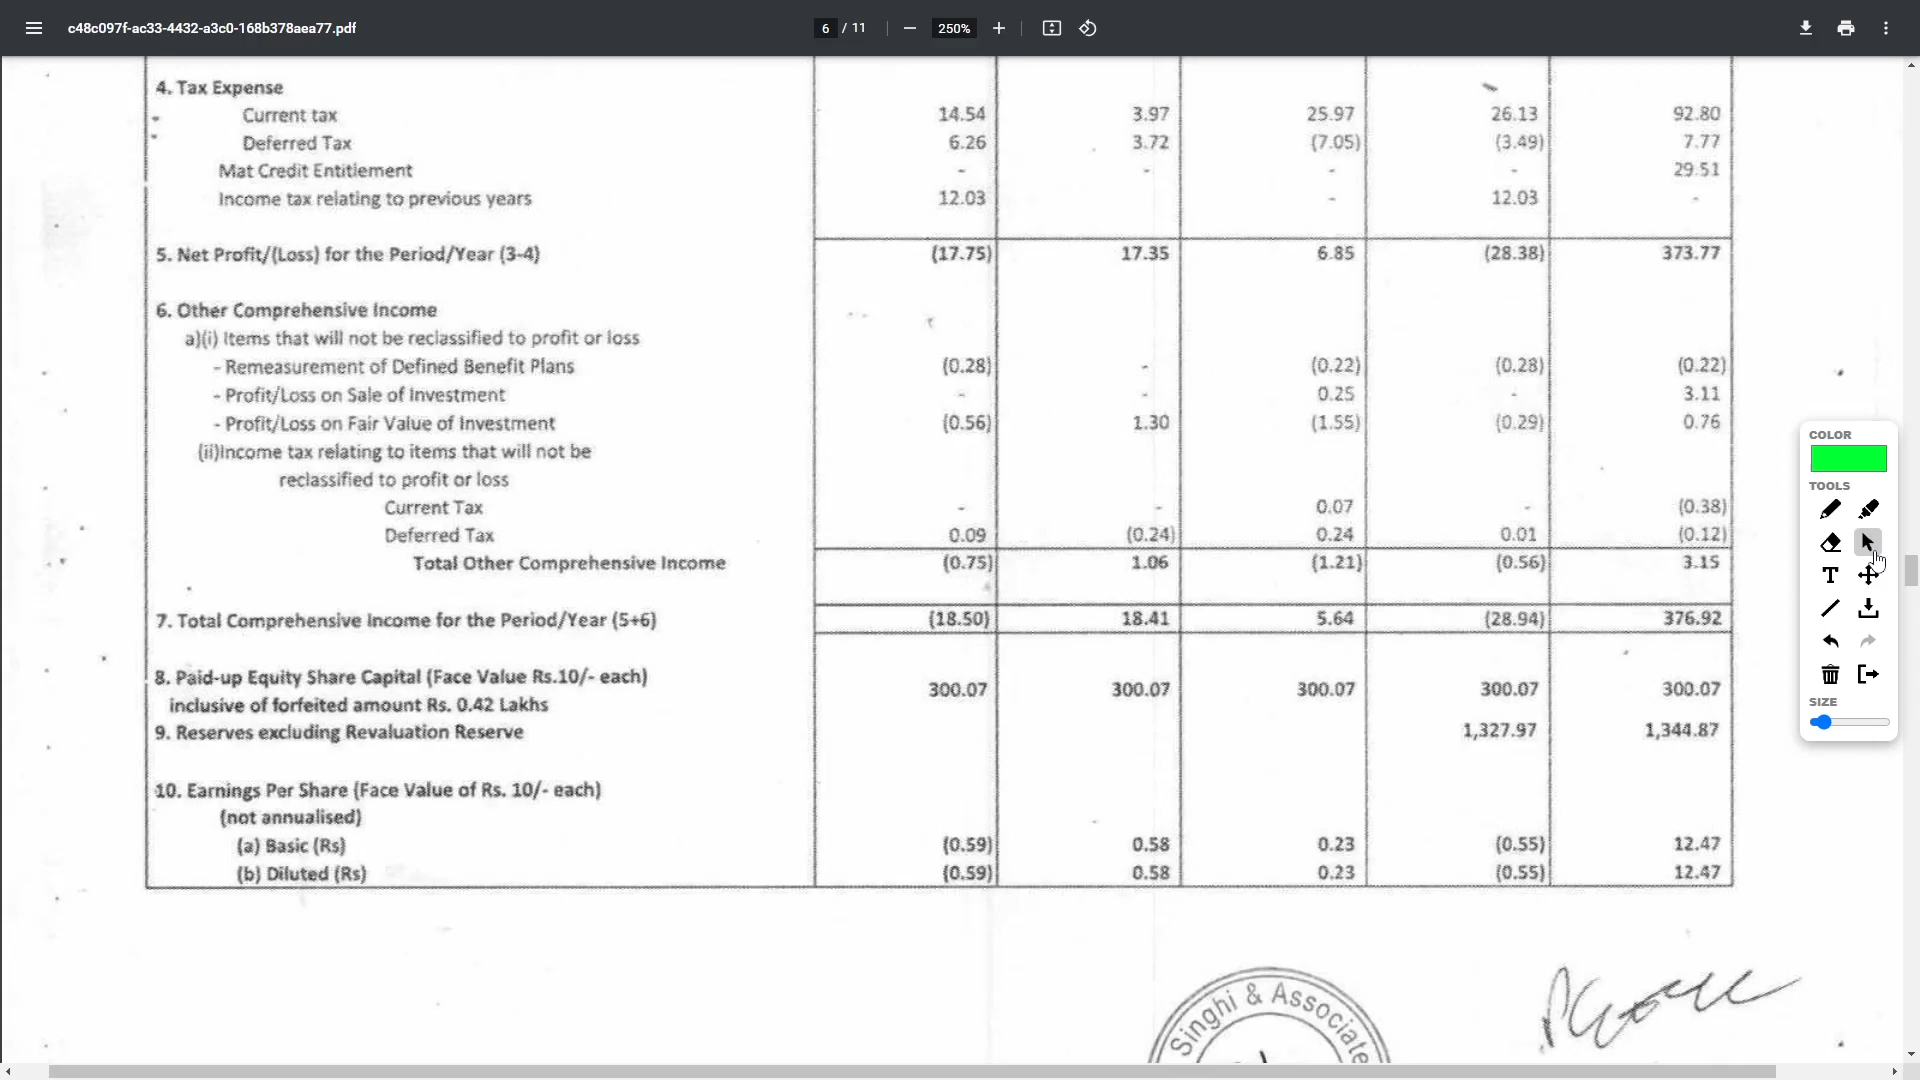 c48c097f-ac33-4432-a3c0-168b378aea77.pdf 6 / 11 250%
4. Tax Expense
Current tax 14.54 3.97 25.97 26.13 92.80
Deferred Tax 6.26 3.72 (7.05) (3.49) 7.77
Mat Credit Entitlement - - - - 29.51
Income tax relating to previous years 12.03 - 12.03 -
5. Net Profit/(Loss) for the Period/Year (3-4) (17.75) 17.35 6.85 (28.38) 373.77
6. Other Comprehensive Income
a)(i) Items that will not be reclassified to profit or loss
- Remeasurement of Defined Benefit Plans (0.28) - (0.22) (0.28) (0.22)
- Profit/Loss on Sale of Investment - - 0.25 - 3.11
- Profit/Loss on Fair Value of Investment (0.56) 1.30 (1.55) (0.29) 0.76
(ii)Income tax relating to items that will not be
reclassified to profit or loss
Current Tax - - 0.07 - (0.38)
Deferred Tax 0.09 (0.24) 0.24 0.01 (0.12)
Total Other Comprehensive Income (0.75) 1.06 (1.21) (0.56) 3.15
7. Total Comprehensive Income for the Period/Year (5+6) (18.50) 18.41 5.64 (28.94) 376.92
8. Paid-up Equity Share Capital (Face Value Rs.10/- each)
inclusive of forfeited amount Rs. 0.42 Lakhs 300.07 300.07 300.07 300.07 300.07
9. Reserves excluding Revaluation Reserve 1,327.97 1,344.87
10. Earnings Per Share (Face Value of Rs. 10/- each)
(not annualised)
(a) Basic (Rs) (0.59) 0.58 0.23 (0.55) 12.47
(b) Diluted (Rs) (0.59) 0.58 0.23 (0.55) 12.47
Singhi & Associate
COLOR
TOOLS
T
SIZE